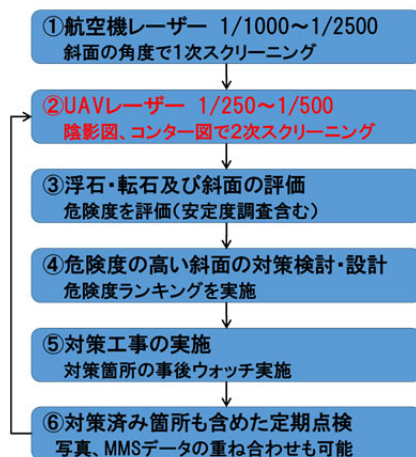 ①航空機レーザー 1/1000～1/2500
斜面の角度で1次スクリーニング
②UAVレーザー 1/250～1/500
陰影図、コンター図で2次スクリーニング
③浮石・転石及び斜面の評価
危険度を評価(安定度調査含む)
④危険度の高い斜面の対策検討・設計
危険度ランキングを実施
⑤対策工事の実施
対策箇所の事後ウォッチ実施
⑥対策済み箇所も含めた定期点検
写真、MMSデータの重ね合わせも可能